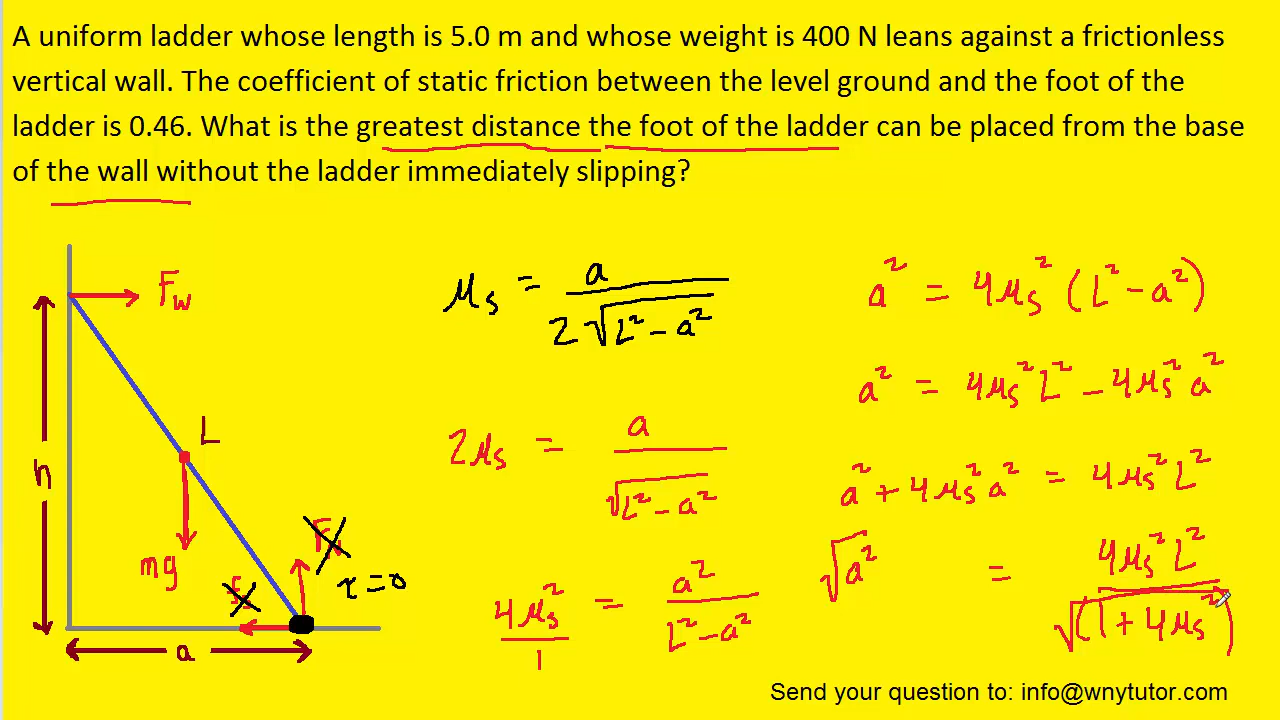 A uniform ladder whose length is 5.0 m and whose weight is 400 N leans against a frictionless
vertical wall. The coefficient of static friction between the level ground and the foot of the
ladder is 0.46. What is the greatest distance the foot of the ladder can be placed from the base
of the wall without the ladder immediately slipping?
F_w
h
L
mg
τ = 0
a
μ_s = a / (2√(L² − a²))
2μ_s = a / √(L² − a²)
4μ_s² / 1 = a² / (L² − a²)
a² = 4μ_s² (L² − a²)
a² = 4μ_s² L² − 4μ_s² a²
a² + 4μ_s² a² = 4μ_s² L²
√a² = 4μ_s² L² / √(1 + 4μ_s²)
Send your question to: info@wnytutor.com